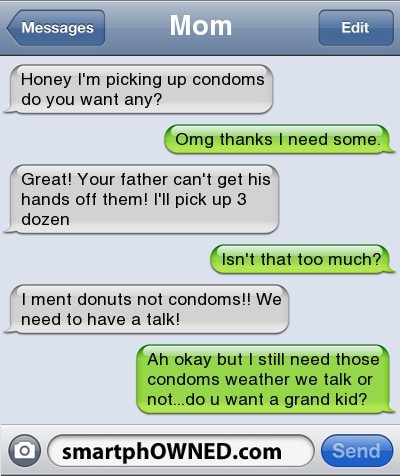 Messages
Mom
Edit
Honey I'm picking up condoms
do you want any?
Omg thanks I need some.
Great! Your father can't get his
hands off them! I'll pick up 3
dozen
Isn't that too much?
I ment donuts not condoms!! We
need to have a talk!
Ah okay but I still need those
condoms weather we talk or
not...do u want a grand kid?
smartphOWNED.com
Send